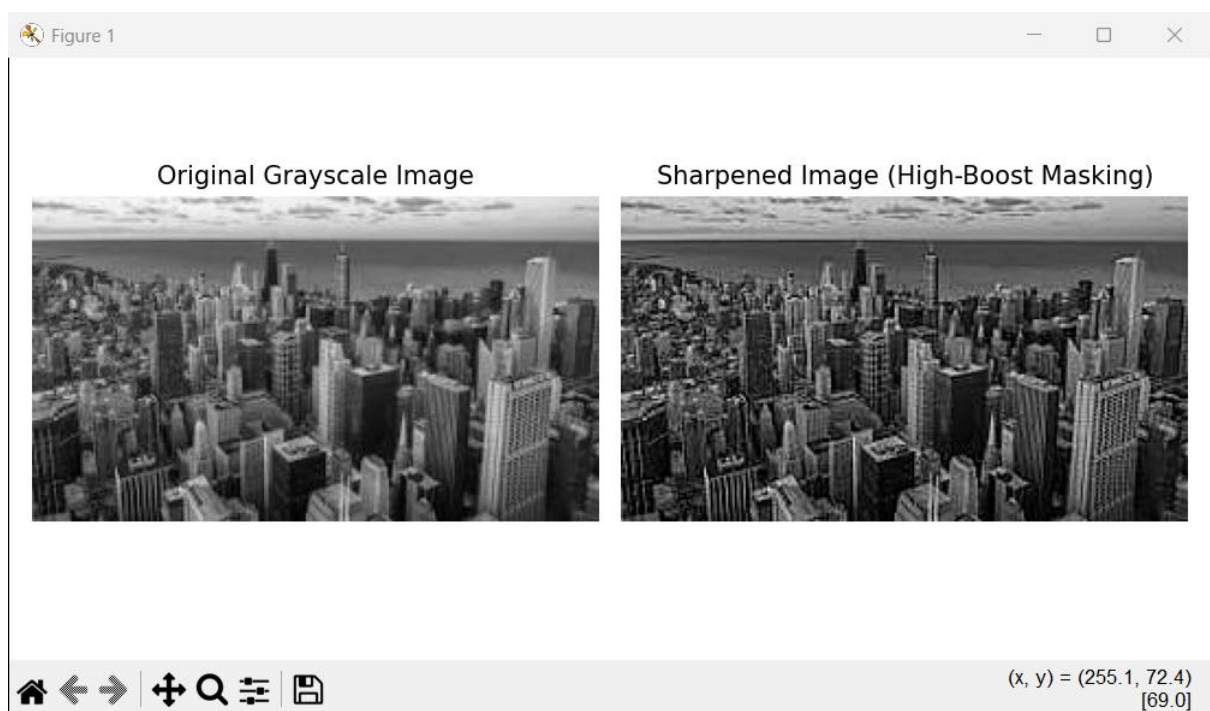 Figure 1
Original Grayscale Image
Sharpened Image (High-Boost Masking)
(x, y) = (255.1, 72.4)
[69.0]